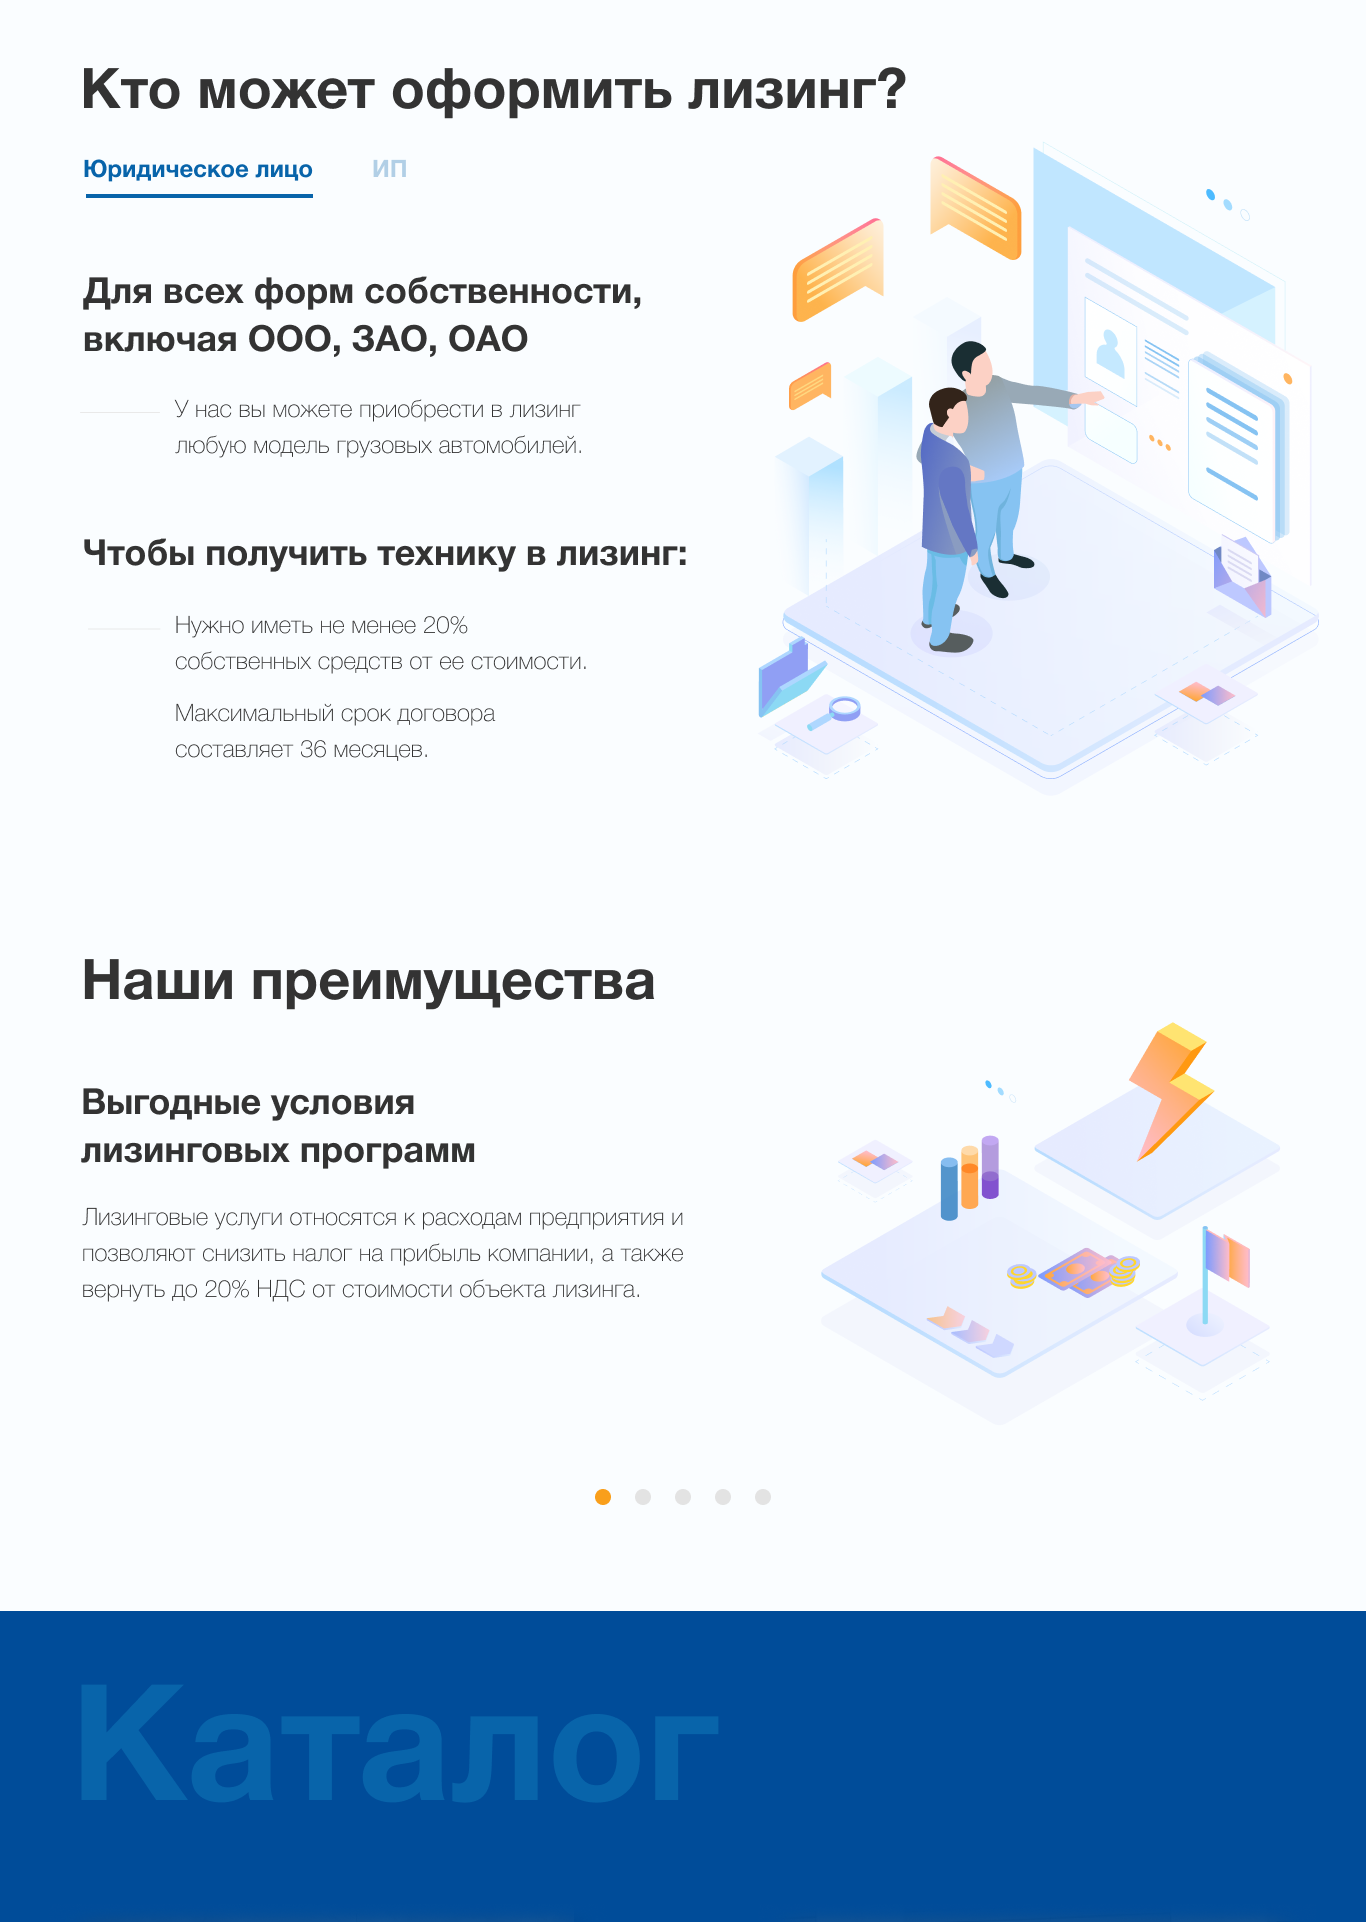 Кто может оформить лизинг?
Юридическое лицо ИП
Для всех форм собственности,
включая ООО, ЗАО, ОАО
У нас вы можете приобрести в лизинг
любую модель грузовых автомобилей.
Чтобы получить технику в лизинг:
Нужно иметь не менее 20%
собственных средств от ее стоимости.
Максимальный срок договора
составляет 36 месяцев.
Наши преимущества
Выгодные условия
лизинговых программ
Лизинговые услуги относятся к расходам предприятия и
позволяют снизить налог на прибыль компании, а также
вернуть до 20% НДС от стоимости объекта лизинга.
Каталог